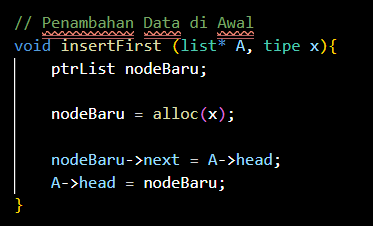 // Penambahan Data di Awal
void insertFirst (list* A, tipe x){
ptrList nodeBaru;
nodeBaru = alloc(x);
nodeBaru->next = A->head;
A->head = nodeBaru;
}